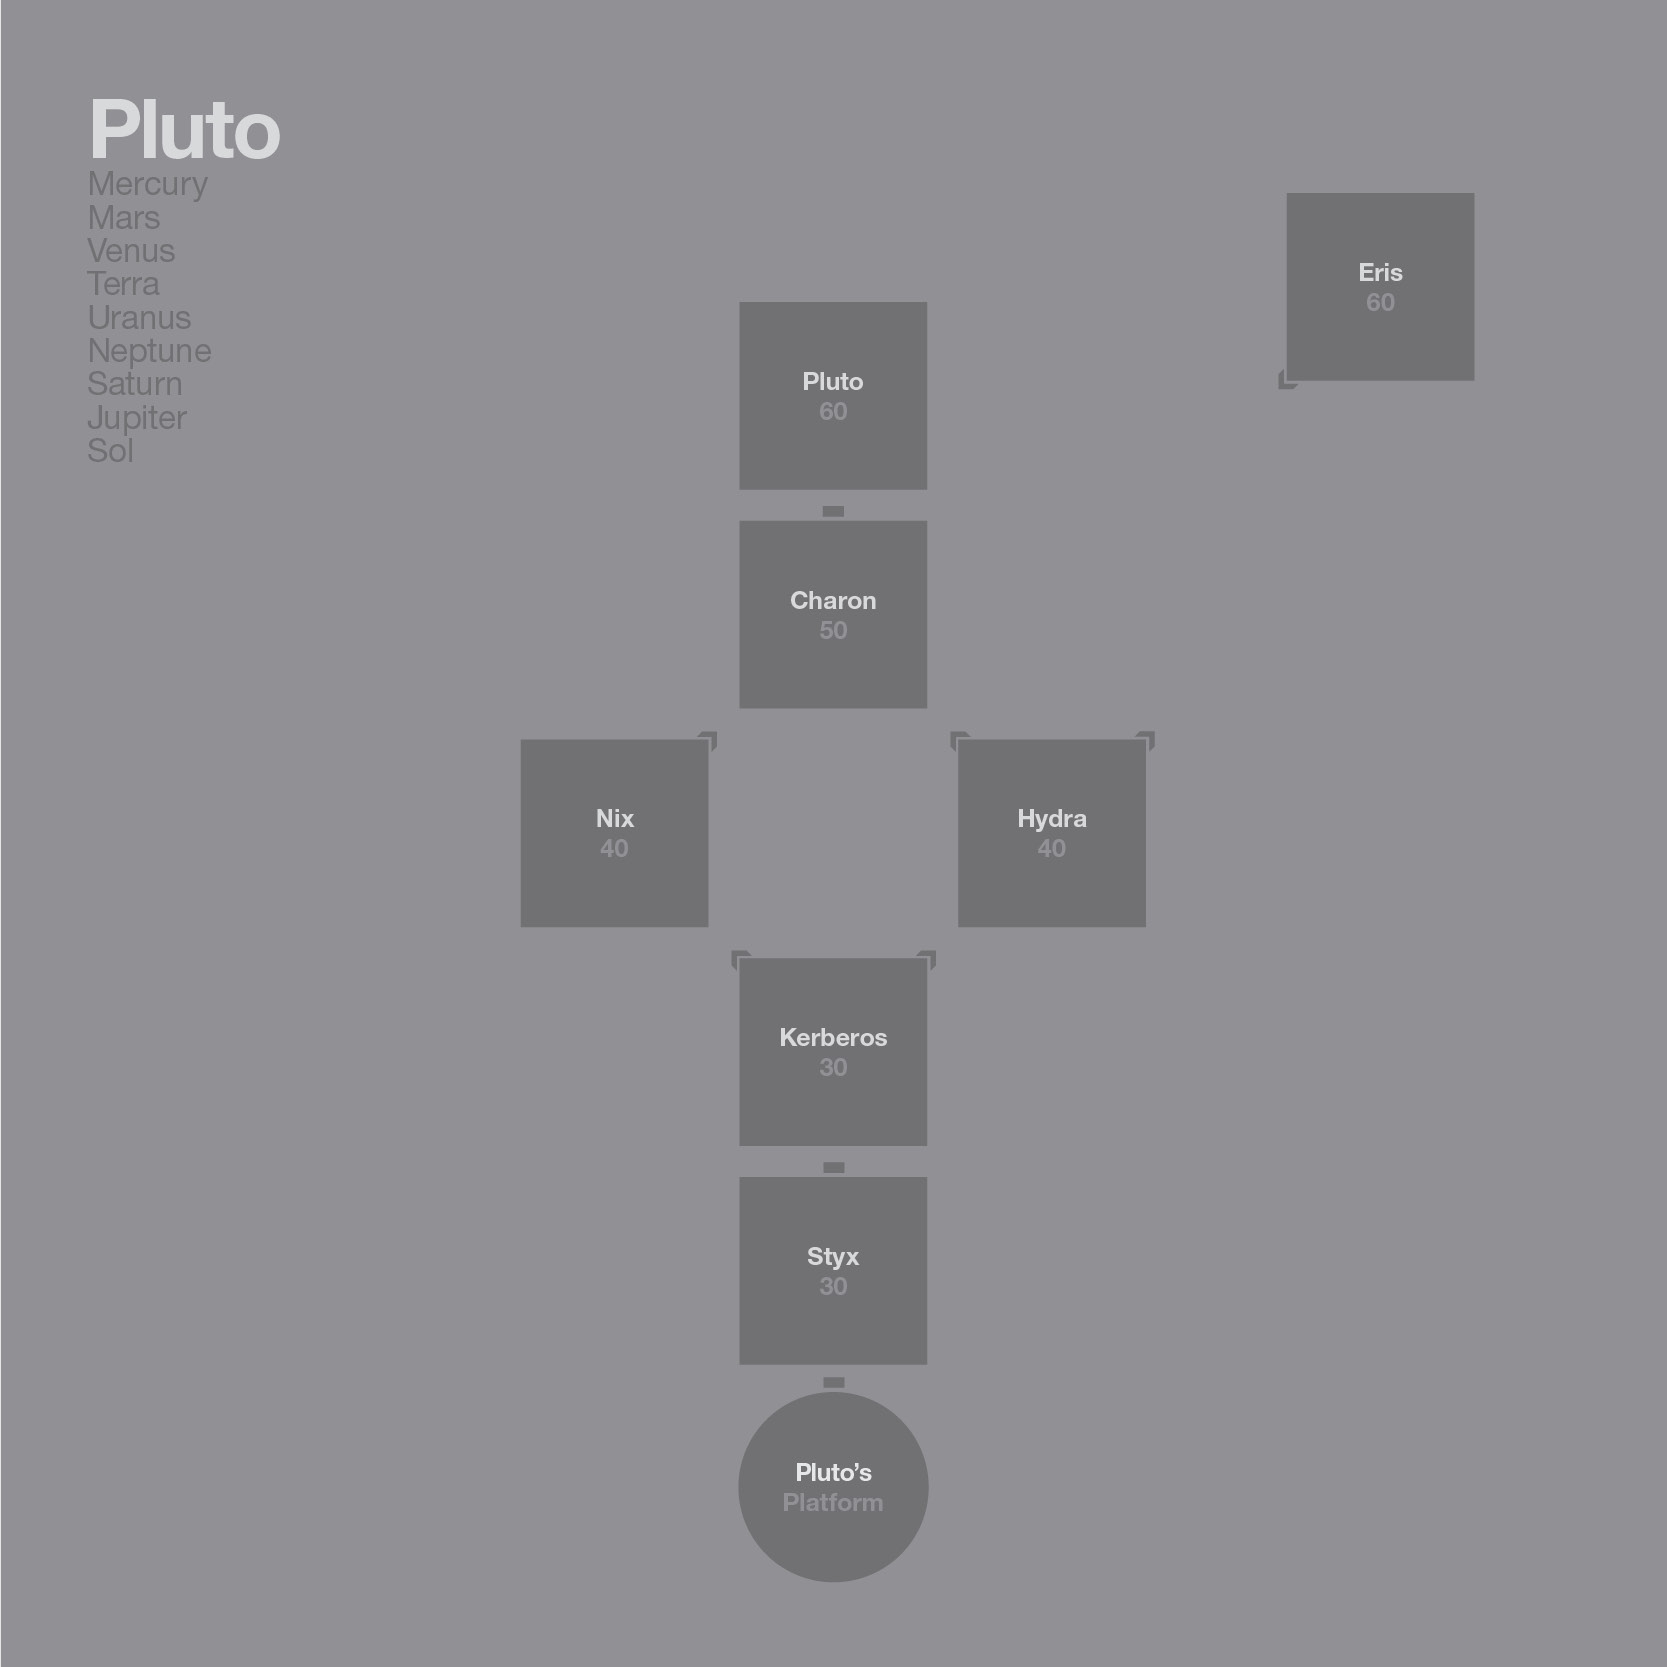 Pluto
Mercury
Mars
Venus
Terra
Uranus
Neptune
Saturn
Jupiter
Sol
Eris
60
Pluto
60
Charon
50
Nix
40
Hydra
40
Kerberos
30
Styx
30
Pluto’s
Platform